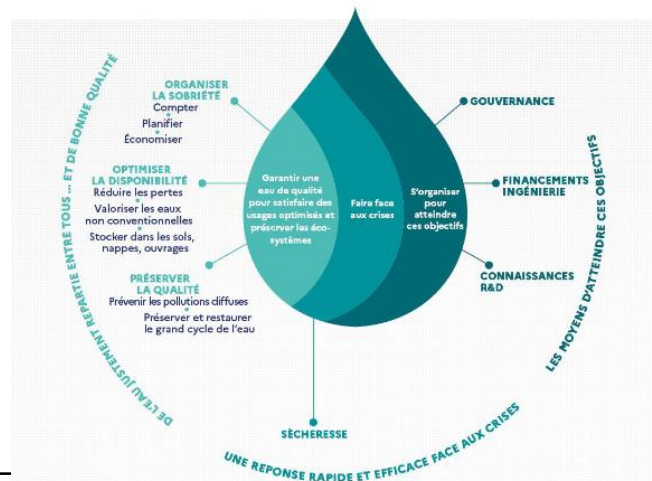 DE L'EAU JUSTEMENT REPARTIE ENTRE TOUS ... ET DE BONNE QUALITÉ
ORGANISER
LA SOBRIÉTÉ
Compter
Planifier
Économiser
OPTIMISER
LA DISPONIBILITÉ
Réduire les pertes
Valoriser les eaux
non conventionnelles
Stocker dans les sols,
nappes, ouvrages
PRÉSERVER
LA QUALITÉ
Prévenir les pollutions diffuses
Préserver et restaurer
le grand cycle de l'eau
Garantir une
eau de qualité
pour satisfaire des
usages optimisés et
préserver les éco-
systèmes
Faire face
aux crises
S'organiser
pour
atteindre
ces objectifs
GOUVERNANCE
FINANCEMENTS
INGÉNIERIE
CONNAISSANCES
R&D
LES MOYENS D'ATTEINDRE CES OBJECTIFS
SÈCHERESSE
UNE REPONSE RAPIDE ET EFFICACE FACE AUX CRISES